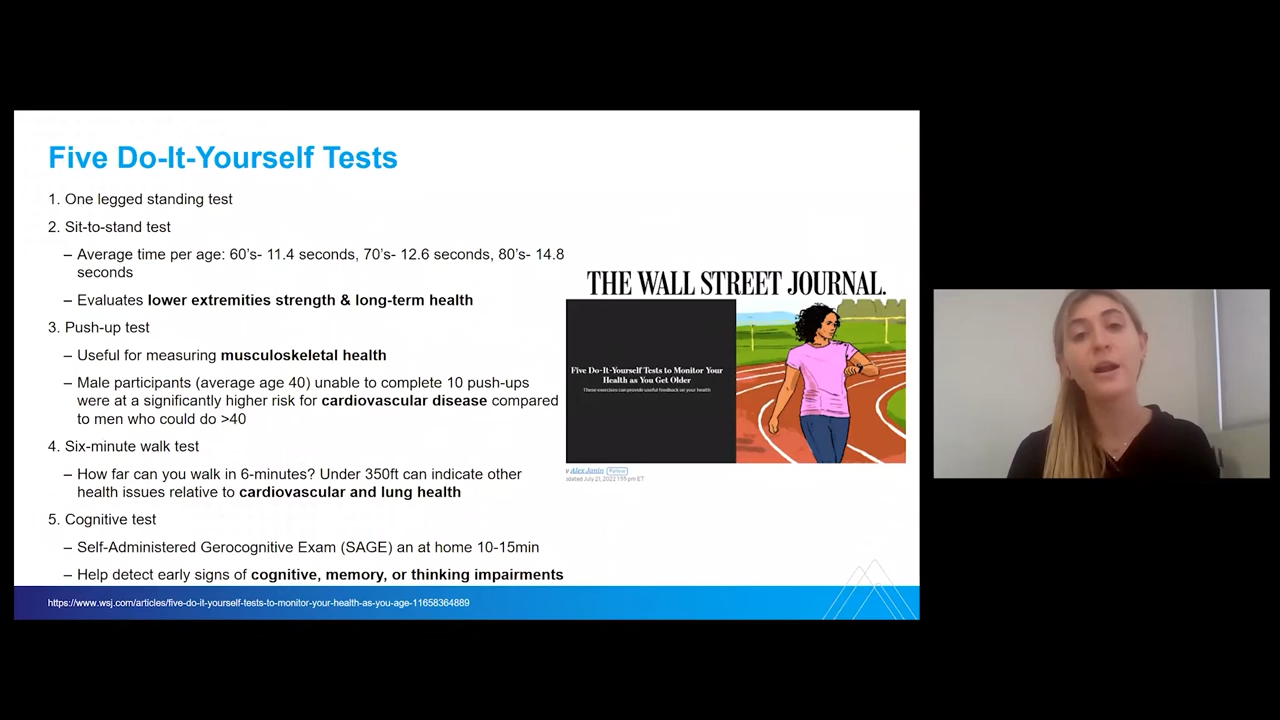 Five Do-It-Yourself Tests
1. One legged standing test
2. Sit-to-stand test
– Average time per age: 60's- 11.4 seconds, 70's- 12.6 seconds, 80's- 14.8
seconds
– Evaluates lower extremities strength & long-term health
3. Push-up test
– Useful for measuring musculoskeletal health
– Male participants (average age 40) unable to complete 10 push-ups
were at a significantly higher risk for cardiovascular disease compared
to men who could do >40
4. Six-minute walk test
– How far can you walk in 6-minutes? Under 350ft can indicate other
health issues relative to cardiovascular and lung health
5. Cognitive test
– Self-Administered Gerocognitive Exam (SAGE) an at home 10-15min
– Help detect early signs of cognitive, memory, or thinking impairments
THE WALL STREET JOURNAL.
Five Do-It-Yourself Tests to Monitor Your
Health as You Get Older
These exercises can provide useful feedback on your health
Alex Janin Follow
July 21, 2022 1:55 pm ET
https://www.wsj.com/articles/five-do-it-yourself-tests-to-monitor-your-health-as-you-age-11658364889